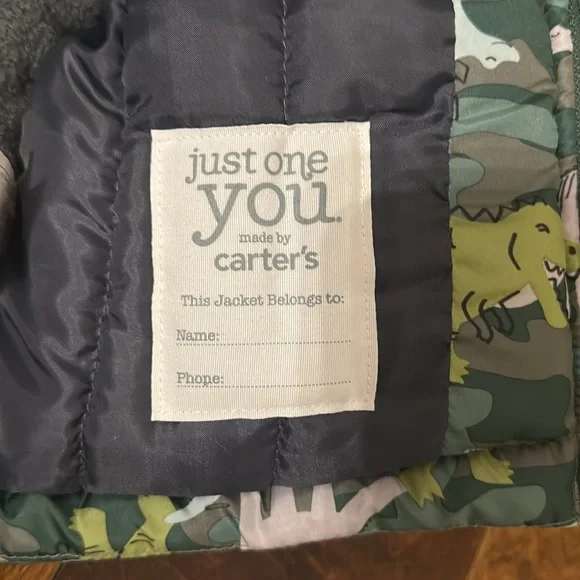 just one
you.
made by
carter's
This Jacket Belongs to:
Name:
Phone: